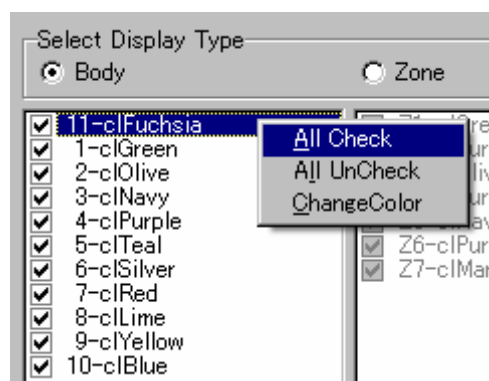 Select Display Type
Body
Zone
11-clFuchsia
1-clGreen
2-clOlive
3-clNavy
4-clPurple
5-clTeal
6-clSilver
7-clRed
8-clLime
9-clYellow
10-clBlue
All Check
All UnCheck
ChangeColor
Z6-clPur
Z7-clMar